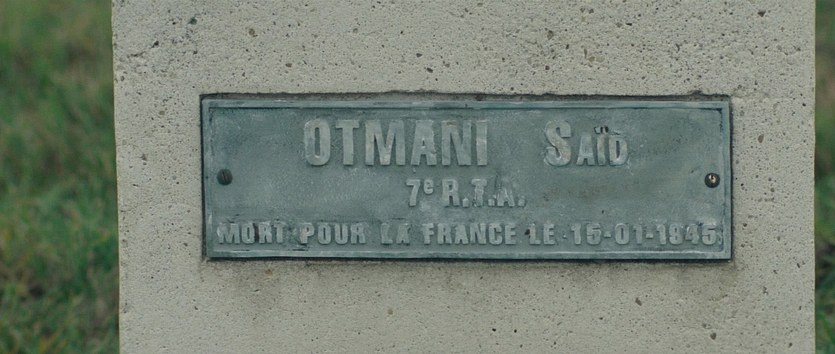 OTMANI SAÏD
7e R.T.A.
MORT POUR LA FRANCE LE 15-01-1945